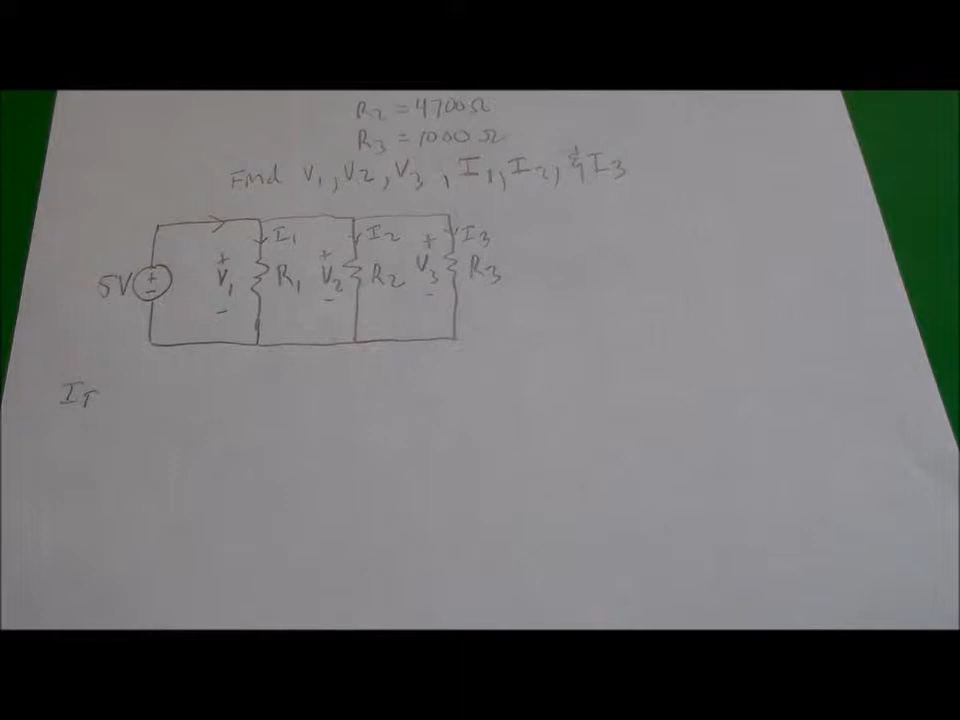 R2 = 4700Ω
R3 = 1000 Ω
Find V1, V2, V3, I1, I2, & I3
I1 I2 I3
5V + - + V1 - R1 + V2 - R2 + V3 - R3
IT